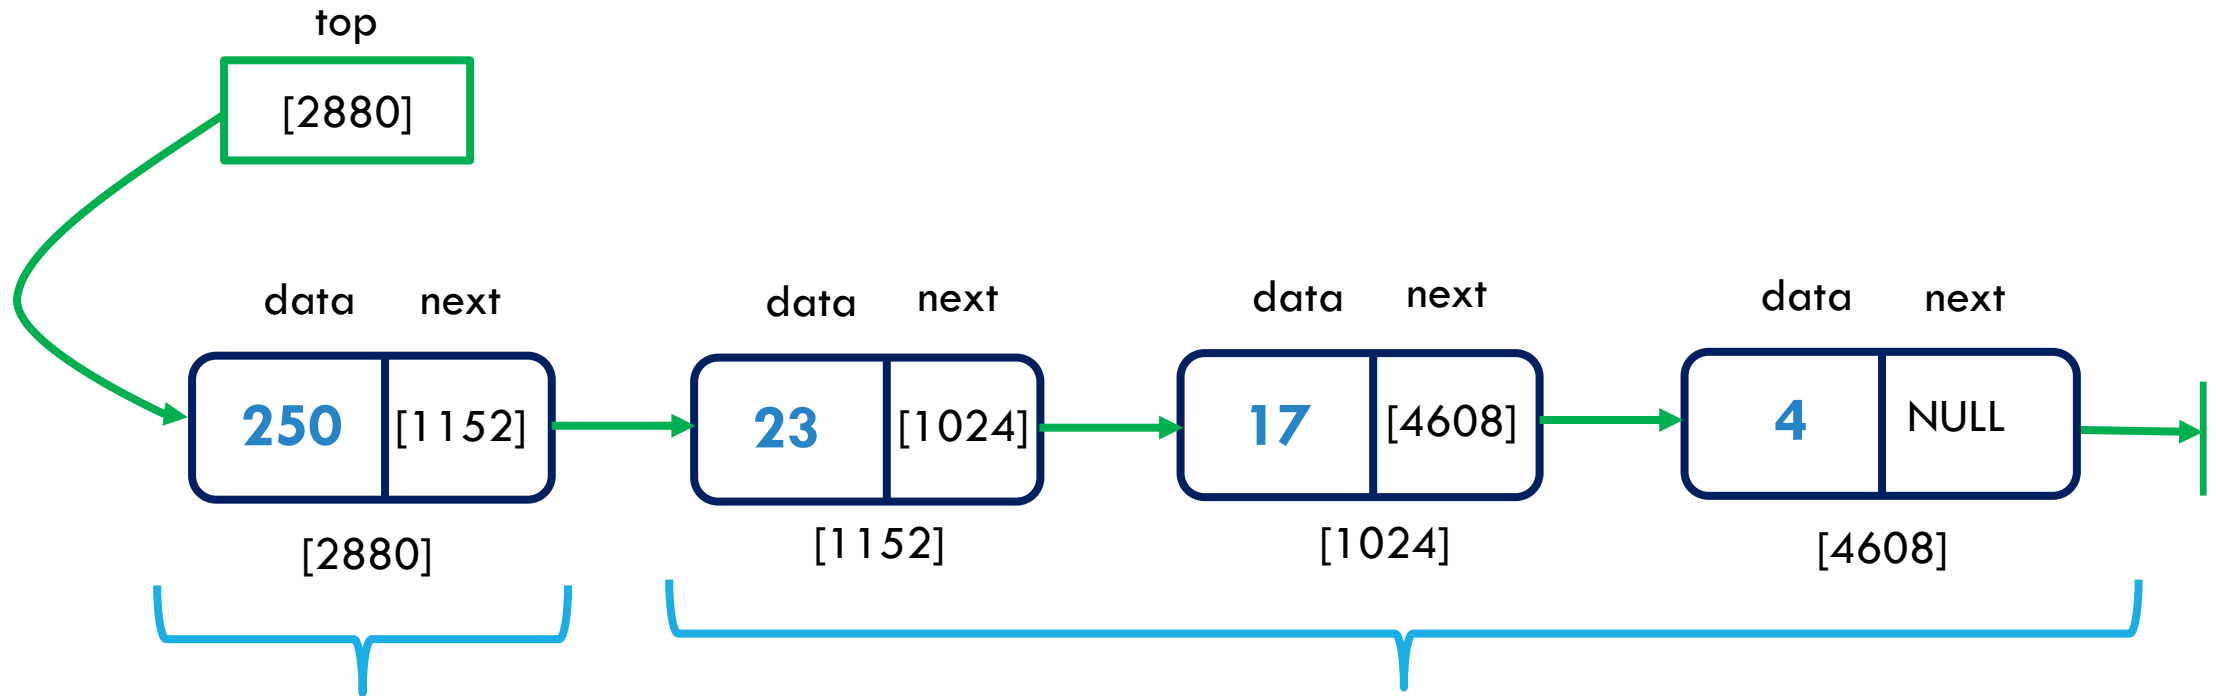 top
[2880]
data next data next data next data next
250 [1152] 23 [1024] 17 [4608] 4 NULL
[2880] [1152] [1024] [4608]